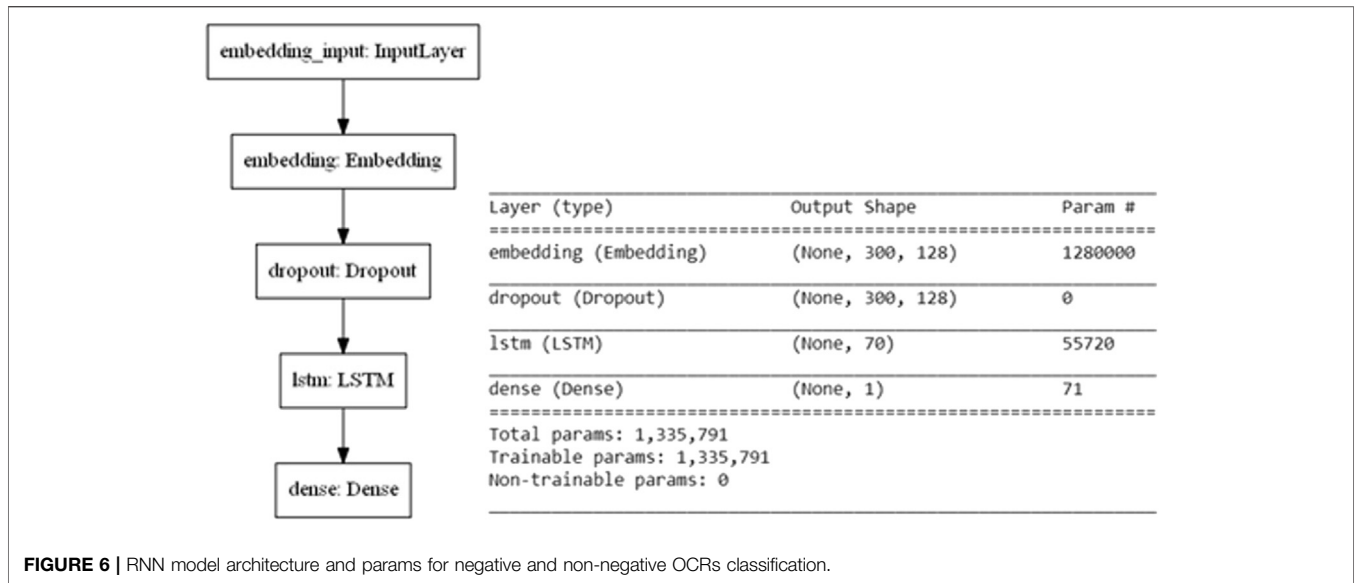 embedding_input: InputLayer
embedding: Embedding
dropout: Dropout
lstm: LSTM
dense: Dense
Layer (type) Output Shape Param #
=================================================================
embedding (Embedding) (None, 300, 128) 1280000
dropout (Dropout) (None, 300, 128) 0
lstm (LSTM) (None, 70) 55720
dense (Dense) (None, 1) 71
=================================================================
Total params: 1,335,791
Trainable params: 1,335,791
Non-trainable params: 0
FIGURE 6 | RNN model architecture and params for negative and non-negative OCRs classification.